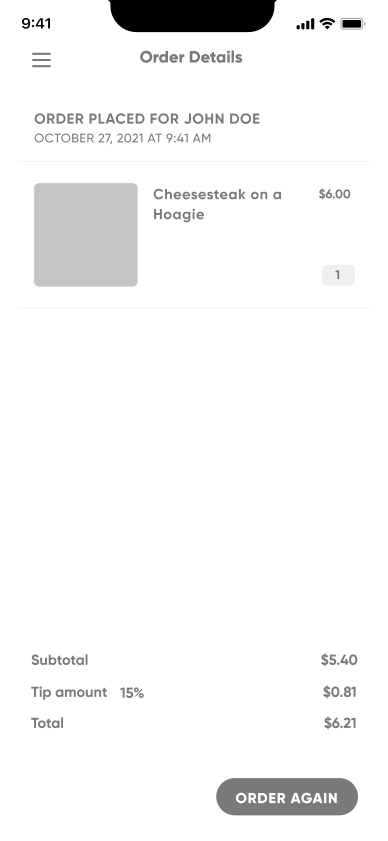 9:41
Order Details
ORDER PLACED FOR JOHN DOE
OCTOBER 27, 2021 AT 9:41 AM
Cheesesteak on a $6.00
Hoagie
1
Subtotal $5.40
Tip amount 15% $0.81
Total $6.21
ORDER AGAIN